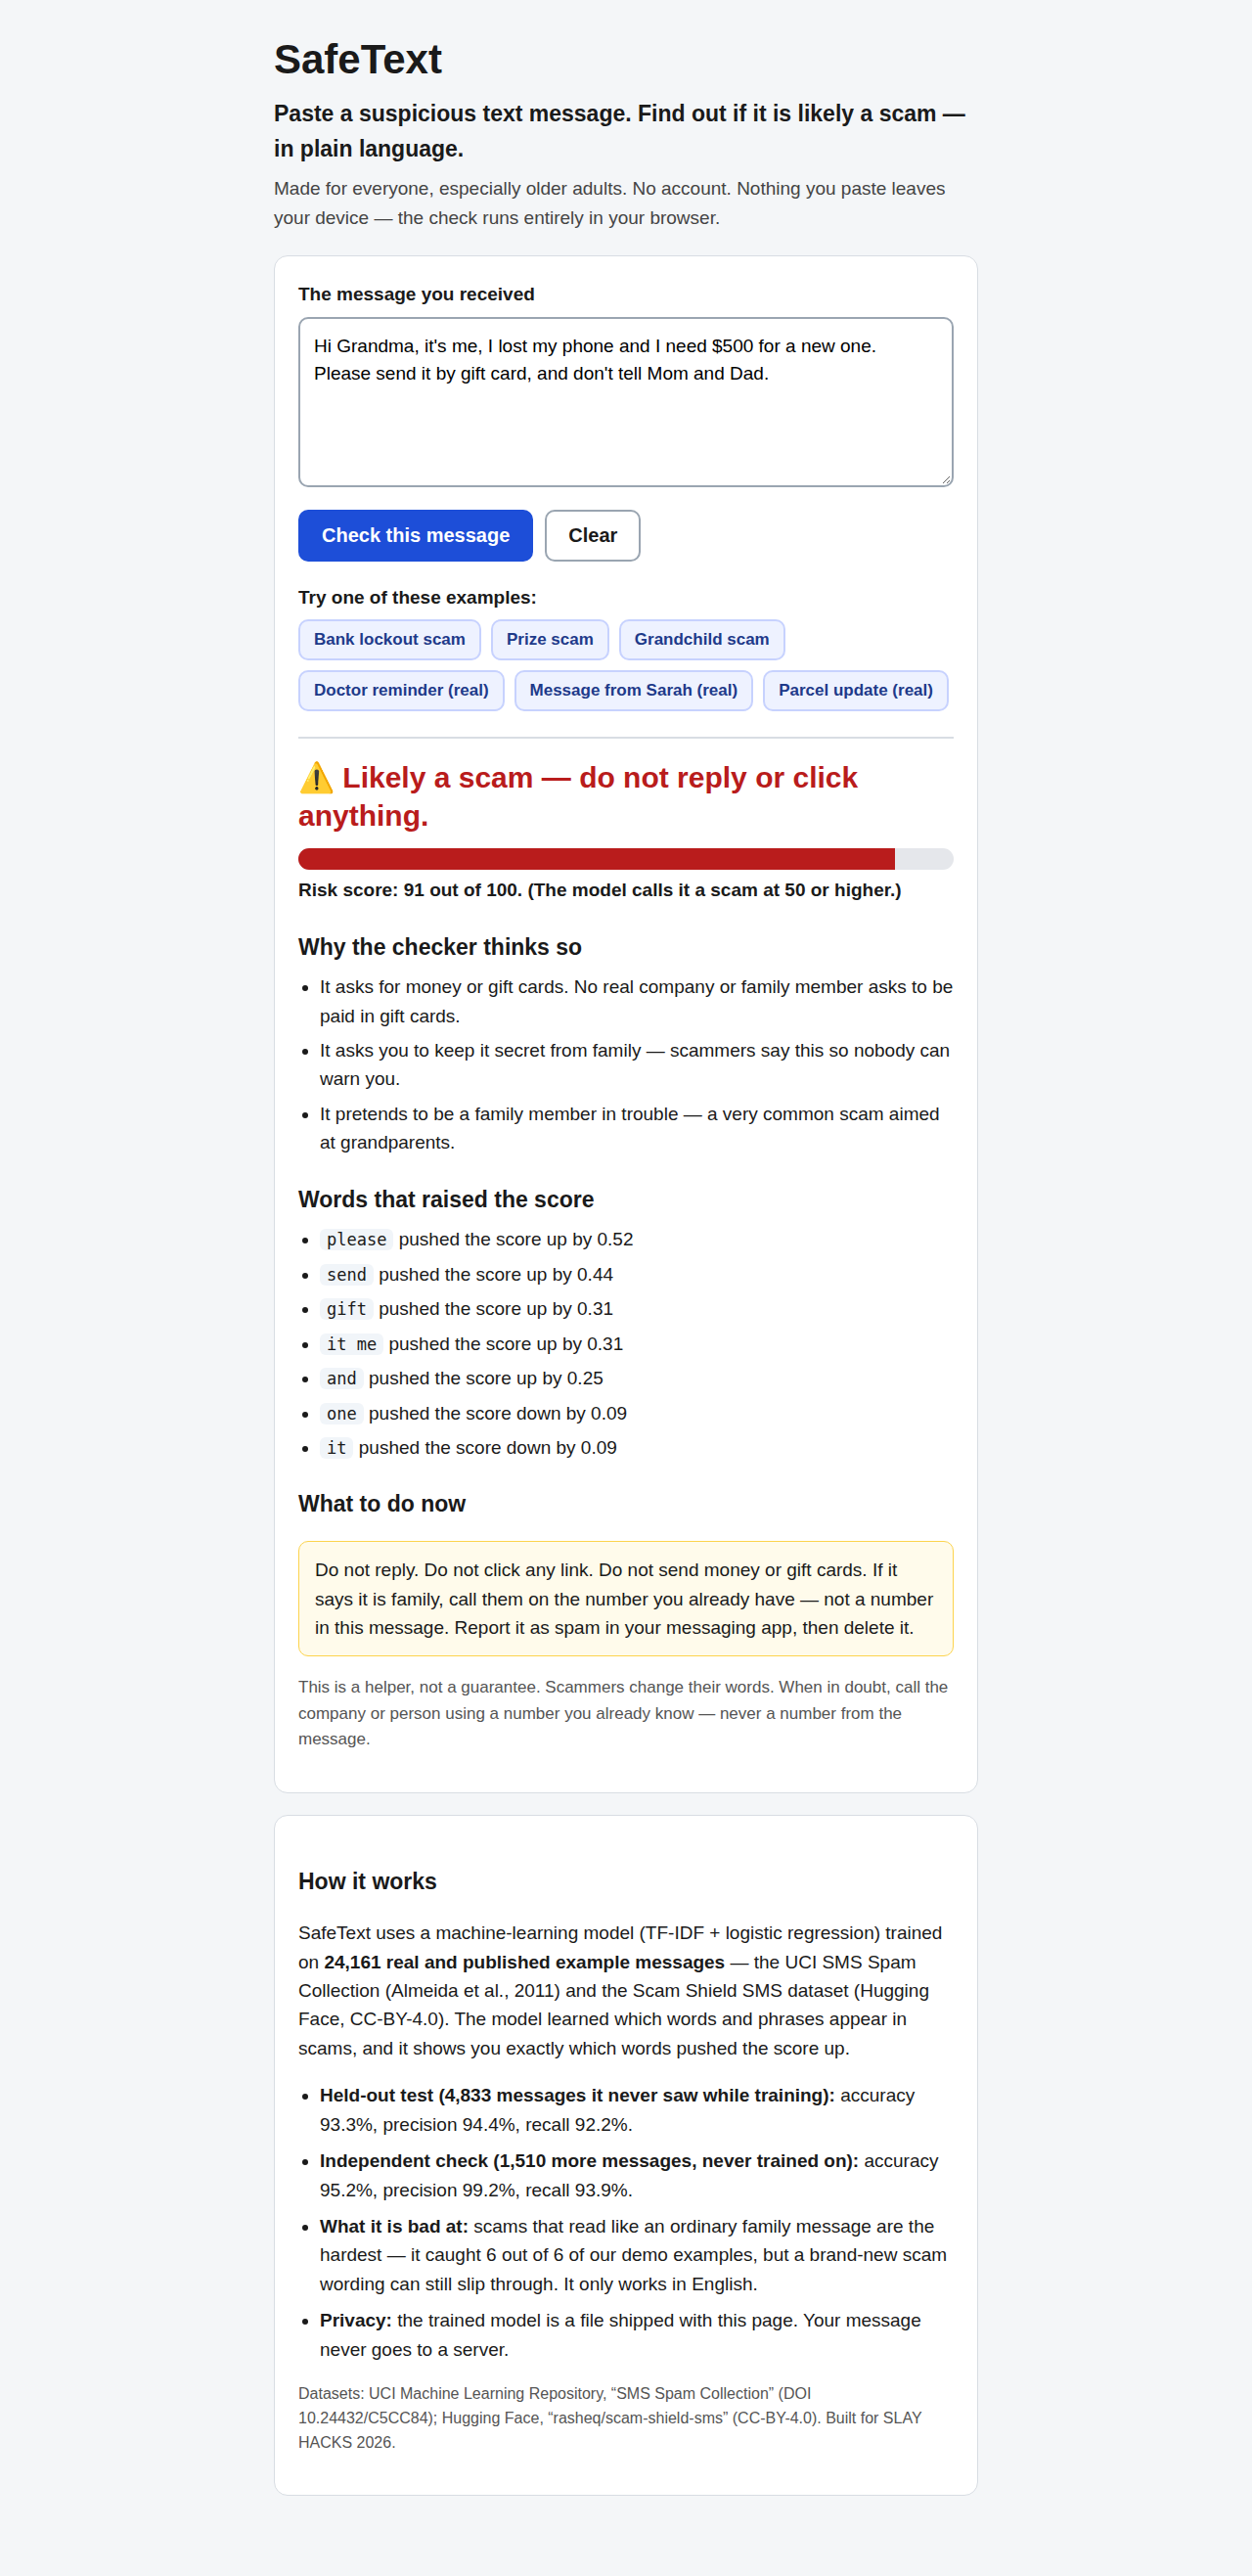 SafeText
Paste a suspicious text message. Find out if it is likely a scam —
in plain language.
Made for everyone, especially older adults. No account. Nothing you paste leaves
your device — the check runs entirely in your browser.
The message you received
Hi Grandma, it's me, I lost my phone and I need $500 for a new one.
Please send it by gift card, and don't tell Mom and Dad.
Check this message
Clear
Try one of these examples:
Bank lockout scam
Prize scam
Grandchild scam
Doctor reminder (real)
Message from Sarah (real)
Parcel update (real)
⚠️ Likely a scam — do not reply or click
anything.
Risk score: 91 out of 100. (The model calls it a scam at 50 or higher.)
Why the checker thinks so
• It asks for money or gift cards. No real company or family member asks to be
paid in gift cards.
• It asks you to keep it secret from family — scammers say this so nobody can
warn you.
• It pretends to be a family member in trouble — a very common scam aimed
at grandparents.
Words that raised the score
• please pushed the score up by 0.52
• send pushed the score up by 0.44
• gift pushed the score up by 0.31
• it me pushed the score up by 0.31
• and pushed the score up by 0.25
• one pushed the score down by 0.09
• it pushed the score down by 0.09
What to do now
Do not reply. Do not click any link. Do not send money or gift cards. If it
says it is family, call them on the number you already have — not a number
in this message. Report it as spam in your messaging app, then delete it.
This is a helper, not a guarantee. Scammers change their words. When in doubt, call the
company or person using a number you already know — never a number from the
message.
How it works
SafeText uses a machine-learning model (TF-IDF + logistic regression) trained
on 24,161 real and published example messages — the UCI SMS Spam
Collection (Almeida et al., 2011) and the Scam Shield SMS dataset (Hugging
Face, CC-BY-4.0). The model learned which words and phrases appear in
scams, and it shows you exactly which words pushed the score up.
• Held-out test (4,833 messages it never saw while training): accuracy
93.3%, precision 94.4%, recall 92.2%.
• Independent check (1,510 more messages, never trained on): accuracy
95.2%, precision 99.2%, recall 93.9%.
• What it is bad at: scams that read like an ordinary family message are the
hardest — it caught 6 out of 6 of our demo examples, but a brand-new scam
wording can still slip through. It only works in English.
• Privacy: the trained model is a file shipped with this page. Your message
never goes to a server.
Datasets: UCI Machine Learning Repository, “SMS Spam Collection” (DOI
10.24432/C5CC84); Hugging Face, “rasheq/scam-shield-sms” (CC-BY-4.0). Built for SLAY
HACKS 2026.